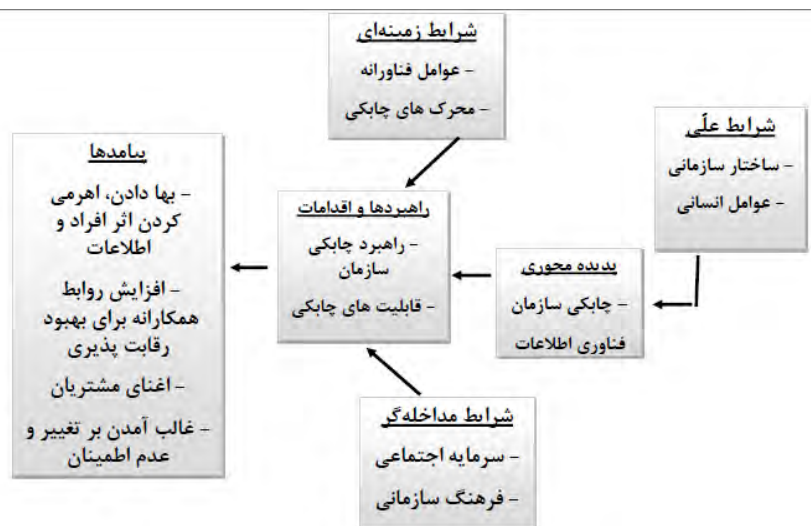 شرایط زمینه‌ای
- عوامل فناورانه
- محرک های چابکی
شرایط علّی
- ساختار سازمانی
- عوامل انسانی
پدیده محوری
- چابکی سازمان
فناوری اطلاعات
راهبردها و اقدامات
- راهبرد چابکی
سازمان
- قابلیت های چابکی
شرایط مداخله‌گر
- سرمایه اجتماعی
- فرهنگ سازمانی
پیامدها
- بها دادن، اهرمی
کردن اثر افراد و
اطلاعات
- افزایش روابط
همکارانه برای بهبود
رقابت پذیری
- اغنای مشتریان
- غالب آمدن بر تغییر و
عدم اطمینان